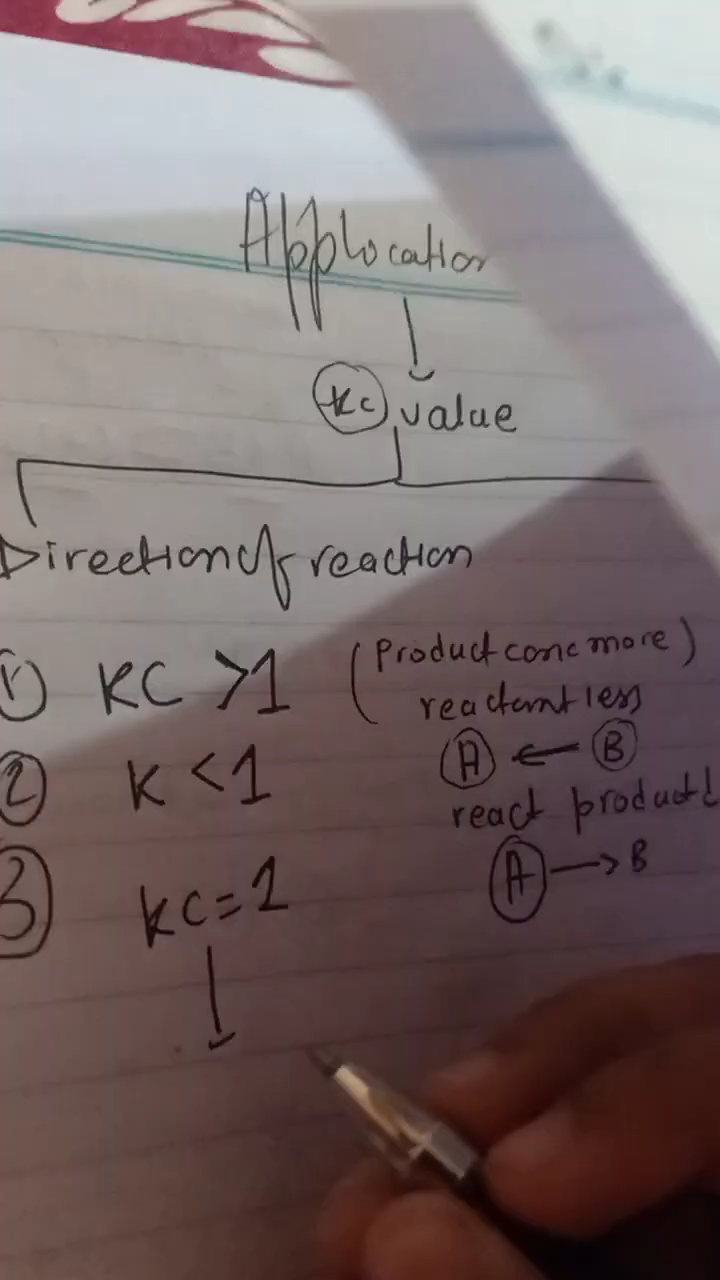 Applocation
Kc value
Direction of reaction
1 KC >1 (Product conc more)
reactant less
2 K <1 A ← B
react product
3 KC=1 A → B